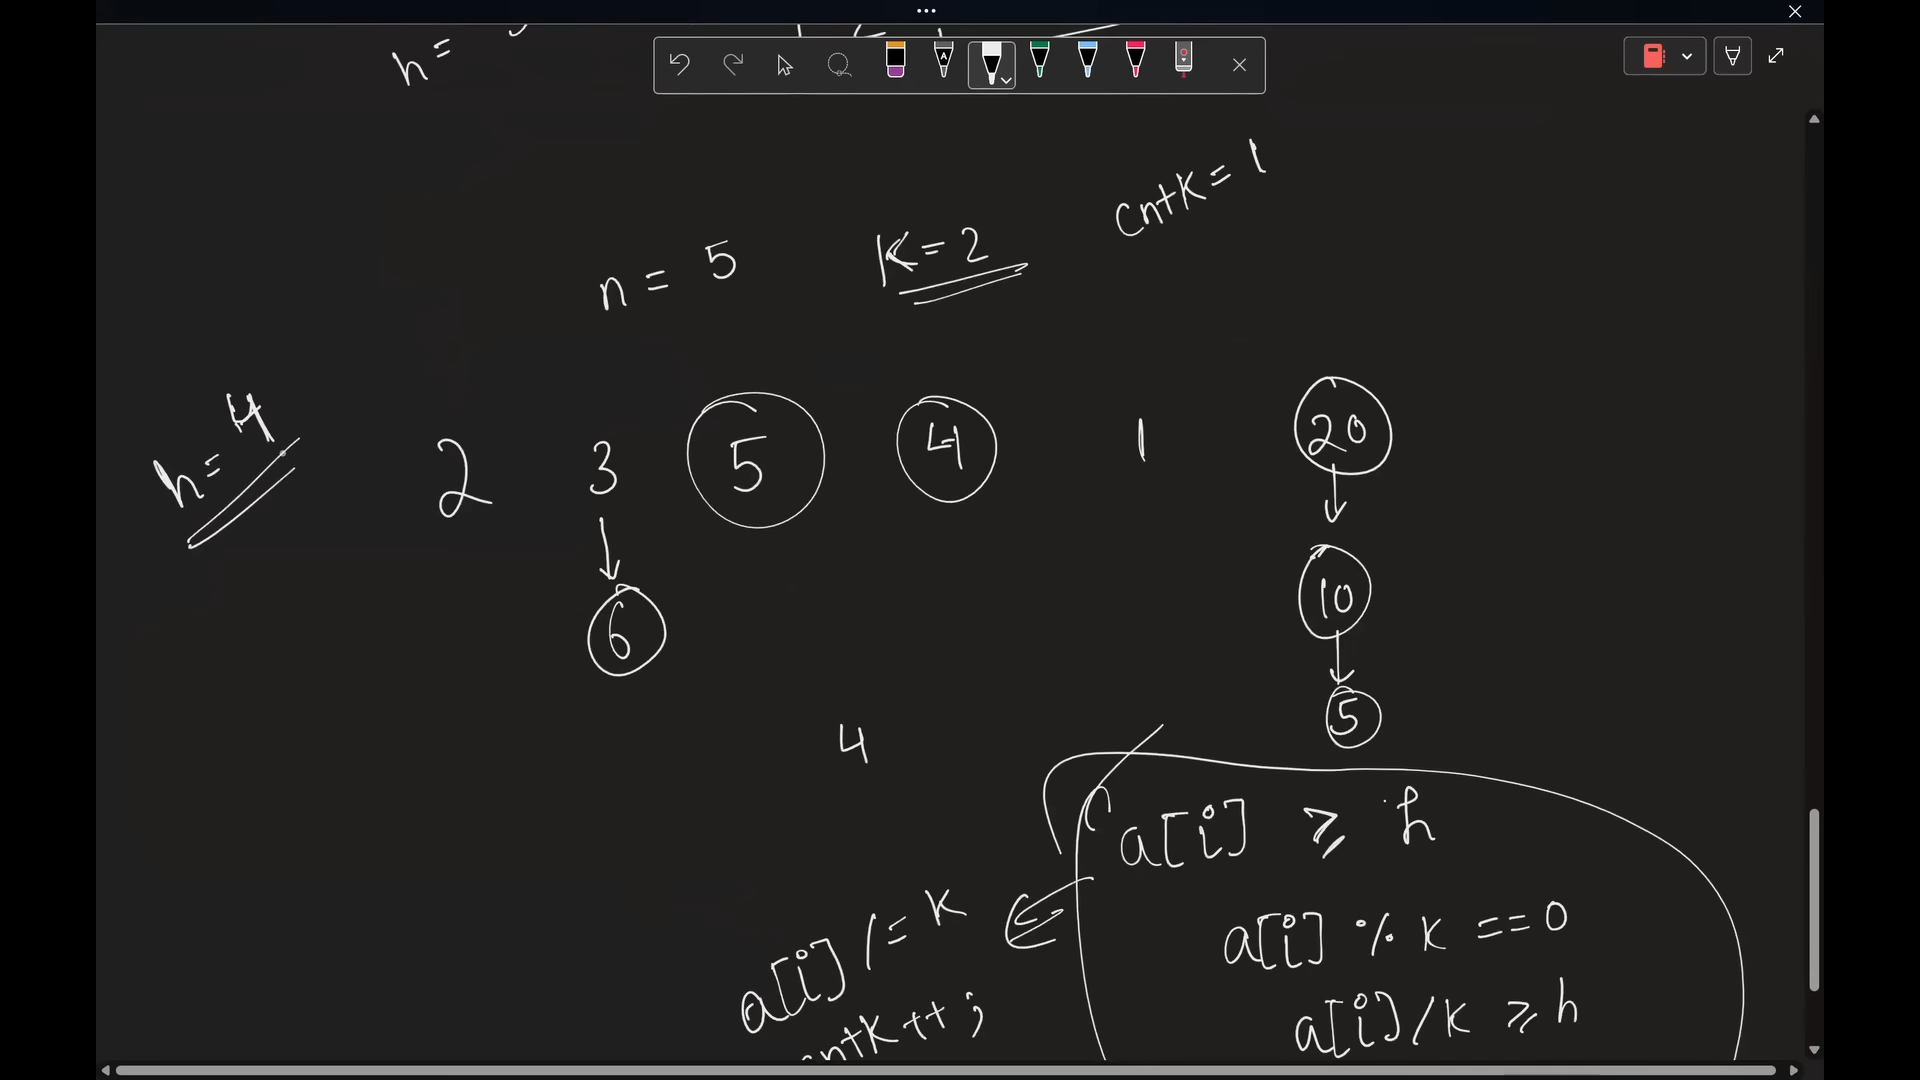 h =
cntK = 1
n = 5 K = 2
h = 4 2 3 5 4 1 20
6 10
4 5
a[i] ≥ h
a[i] /= K a[i] % K == 0
cntK++; a[i]/K ≥ h